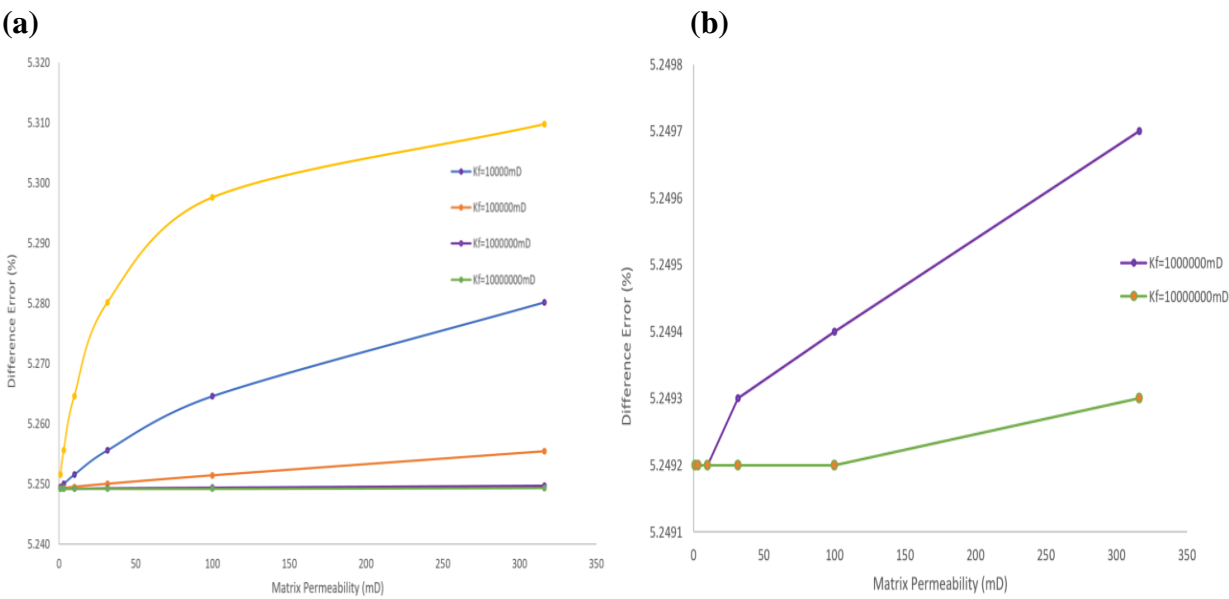 (a)
(b)
Difference Error (%)
5.320
5.310
5.300
5.290
5.280
5.270
5.260
5.250
5.240
0 50 100 150 200 250 300 350
Matrix Permeability (mD)
Kf=10000mD
Kf=100000mD
Kf=1000000mD
Kf=10000000mD
Difference Error (%)
5.2498
5.2497
5.2496
5.2495
5.2494
5.2493
5.2492
5.2491
0 50 100 150 200 250 300 350
Matrix Permeability (mD)
Kf=1000000mD
Kf=10000000mD